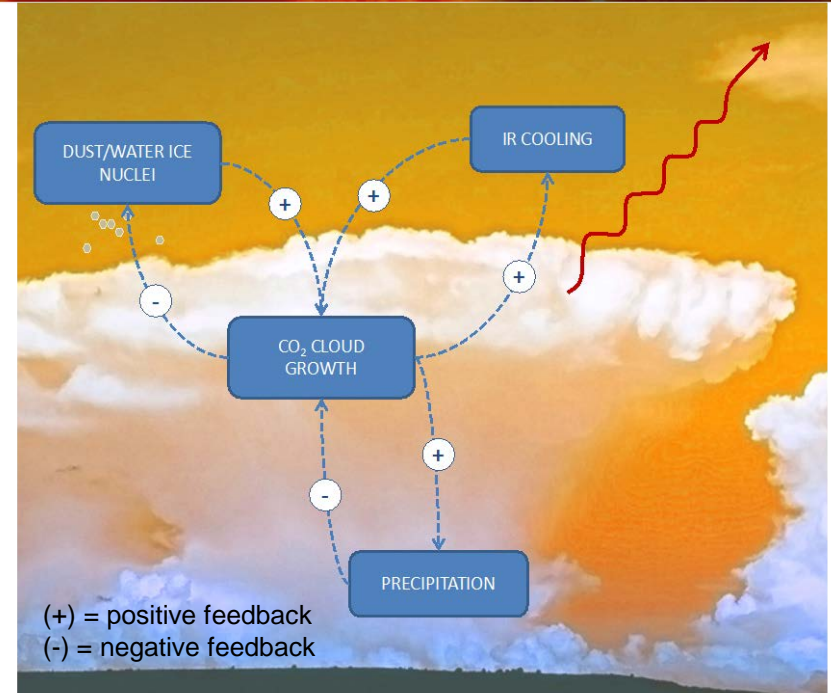 DUST/WATER ICE
NUCLEI
IR COOLING
+
+
+
-
CO₂ CLOUD
GROWTH
+
-
PRECIPITATION
(+) = positive feedback
(-) = negative feedback